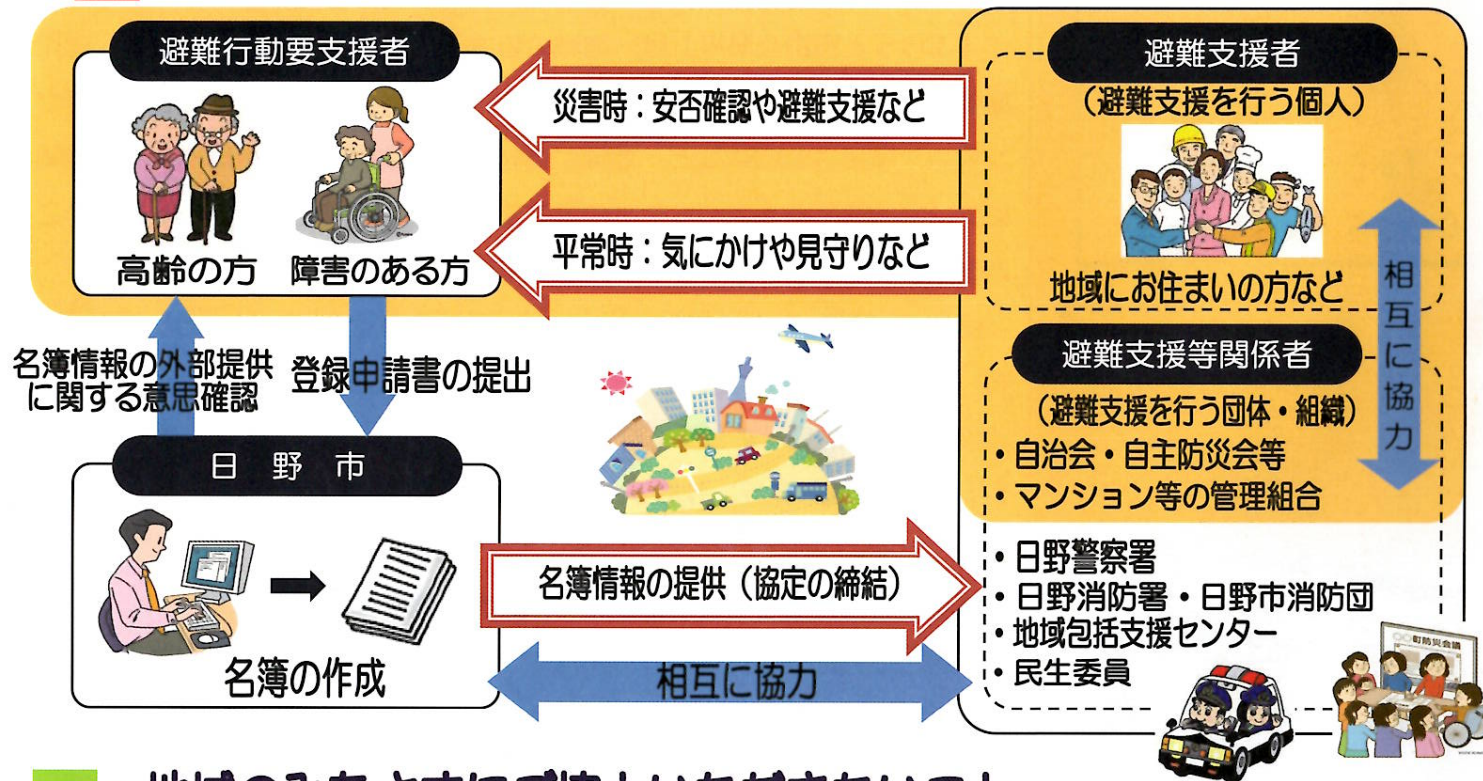 避難行動要支援者
高齢の方
障害のある方
災害時：安否確認や避難支援など
平常時：気にかけや見守りなど
避難支援者
（避難支援を行う個人）
地域にお住まいの方など
相互に協力
避難支援等関係者
（避難支援を行う団体・組織）
・自治会・自主防災会等
・マンション等の管理組合
・日野警察署
・日野消防署・日野市消防団
・地域包括支援センター
・民生委員
名簿情報の外部提供
に関する意思確認
登録申請書の提出
日野市
名簿の作成
名簿情報の提供（協定の締結）
相互に協力
〇〇町防災会議